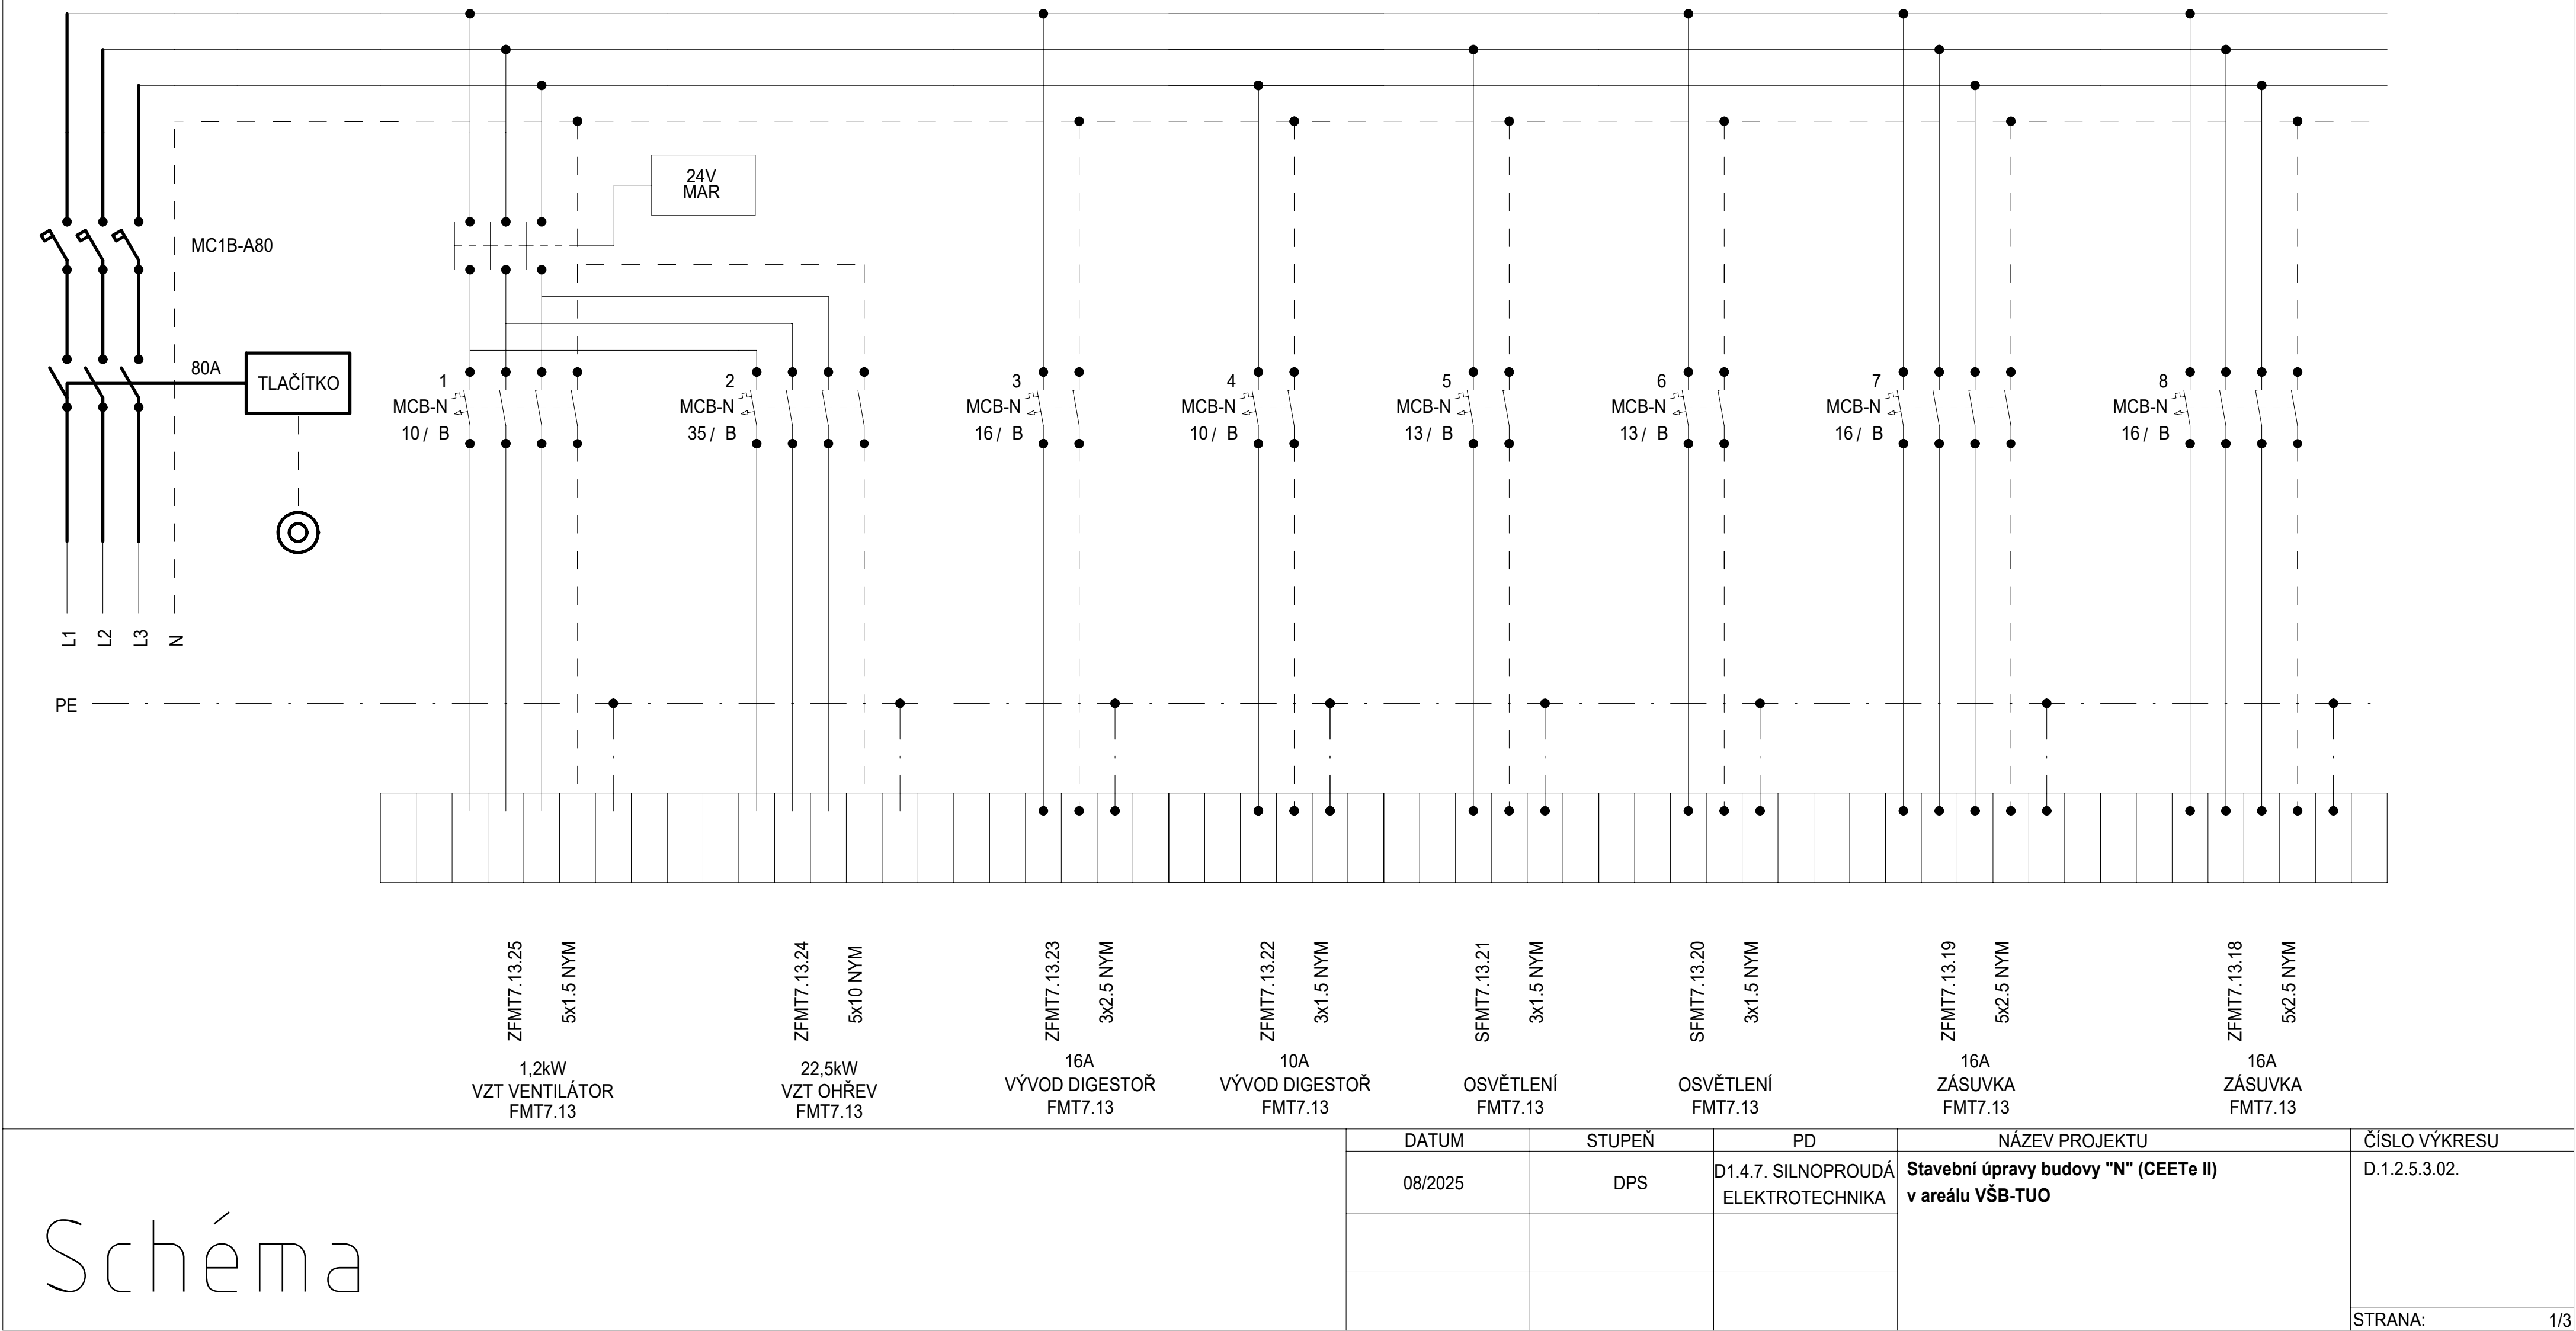 24V
MAR
MC1B-A80
80A
TLAČÍTKO
1
MCB-N
10 / B
2
MCB-N
35 / B
3
MCB-N
16 / B
4
MCB-N
10 / B
5
MCB-N
13 / B
6
MCB-N
13 / B
7
MCB-N
16 / B
8
MCB-N
16 / B
L1
L2
L3
N
PE
ZFMT7.13.25
5x1.5 NYM
1,2kW
VZT VENTILÁTOR
FMT7.13
ZFMT7.13.24
5x10 NYM
22,5kW
VZT OHŘEV
FMT7.13
ZFMT7.13.23
3x2.5 NYM
16A
VÝVOD DIGESTOŘ
FMT7.13
ZFMT7.13.22
3x1.5 NYM
10A
VÝVOD DIGESTOŘ
FMT7.13
SFMT7.13.21
3x1.5 NYM
OSVĚTLENÍ
FMT7.13
SFMT7.13.20
3x1.5 NYM
OSVĚTLENÍ
FMT7.13
ZFMT7.13.19
5x2.5 NYM
16A
ZÁSUVKA
FMT7.13
ZFMT7.13.18
5x2.5 NYM
16A
ZÁSUVKA
FMT7.13
Schéma
DATUM
08/2025
STUPEŇ
DPS
PD
D1.4.7. SILNOPROUDÁ
ELEKTROTECHNIKA
NÁZEV PROJEKTU
Stavební úpravy budovy "N" (CEETe II)
v areálu VŠB-TUO
ČÍSLO VÝKRESU
D.1.2.5.3.02.
STRANA: 1/3